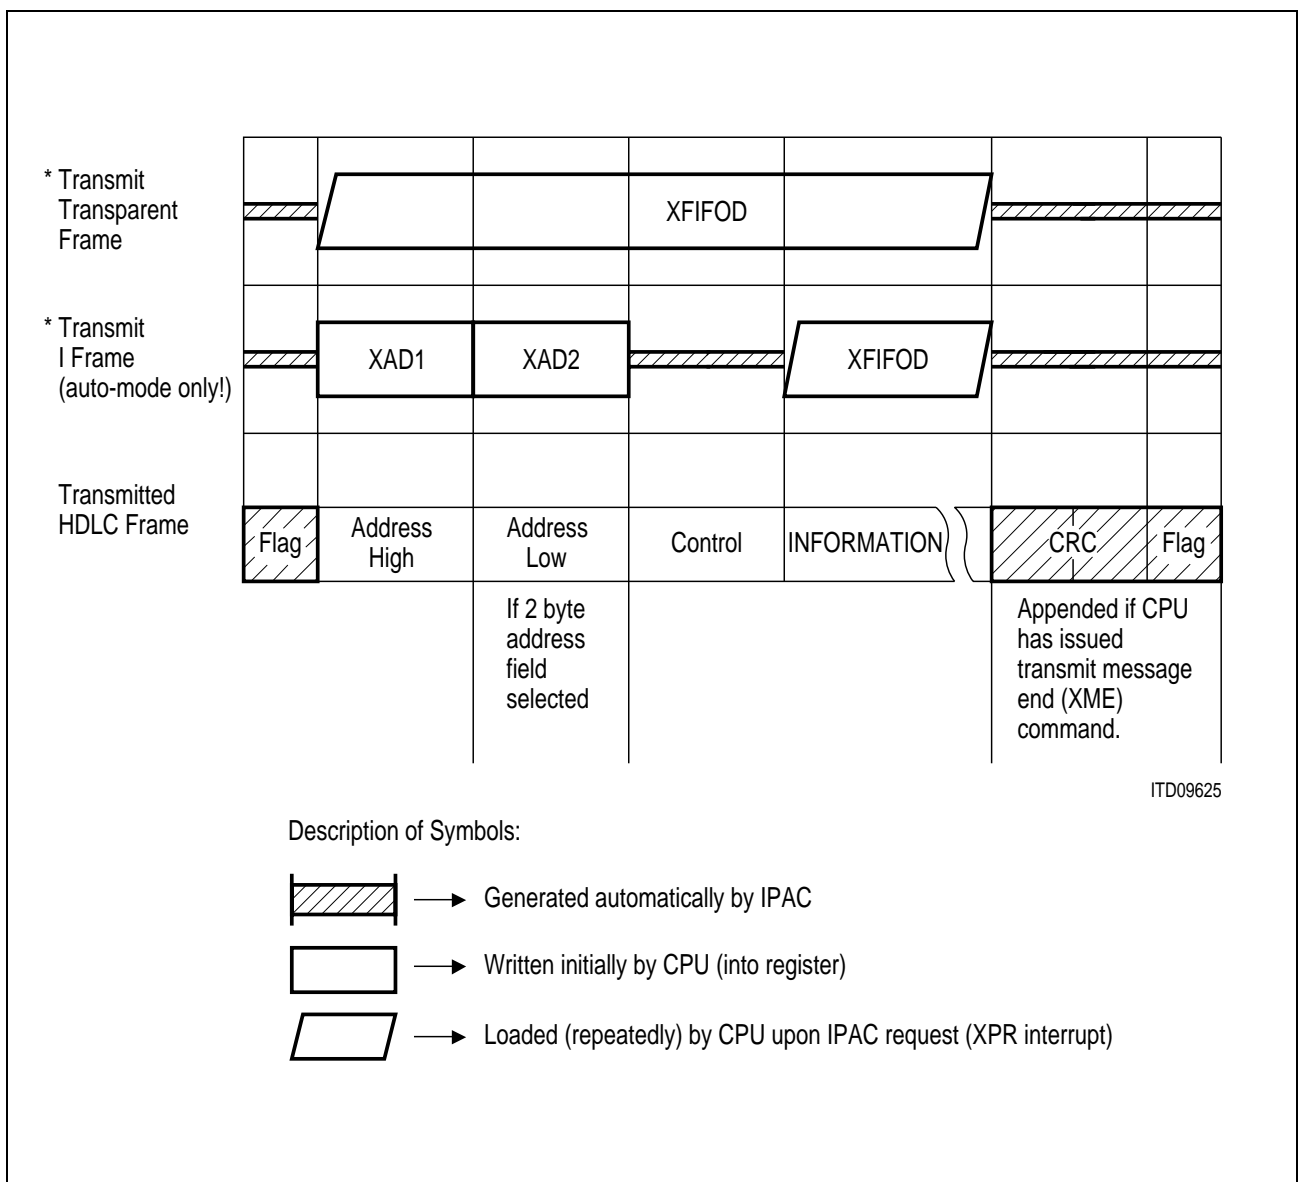 * Transmit
Transparent
Frame
XFIFOD
* Transmit
I Frame
(auto-mode only!)
XAD1
XAD2
XFIFOD
Transmitted
HDLC Frame
Flag
Address
High
Address
Low
Control
INFORMATION
CRC
Flag
If 2 byte
address
field
selected
Appended if CPU
has issued
transmit message
end (XME)
command.
ITD09625
Description of Symbols:
Generated automatically by IPAC
Written initially by CPU (into register)
Loaded (repeatedly) by CPU upon IPAC request (XPR interrupt)